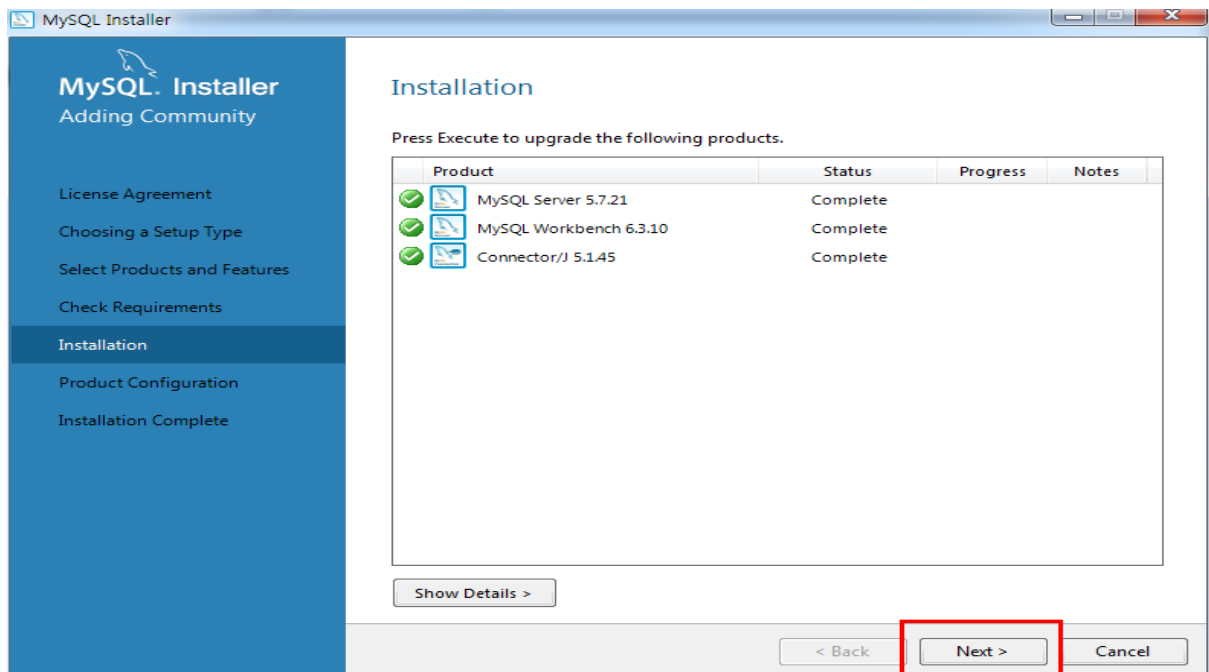 MySQL Installer
MySQL. Installer
Adding Community
License Agreement
Choosing a Setup Type
Select Products and Features
Check Requirements
Installation
Product Configuration
Installation Complete
Installation
Press Execute to upgrade the following products.
Product Status Progress Notes
MySQL Server 5.7.21 Complete
MySQL Workbench 6.3.10 Complete
Connector/J 5.1.45 Complete
Show Details >
< Back Next > Cancel